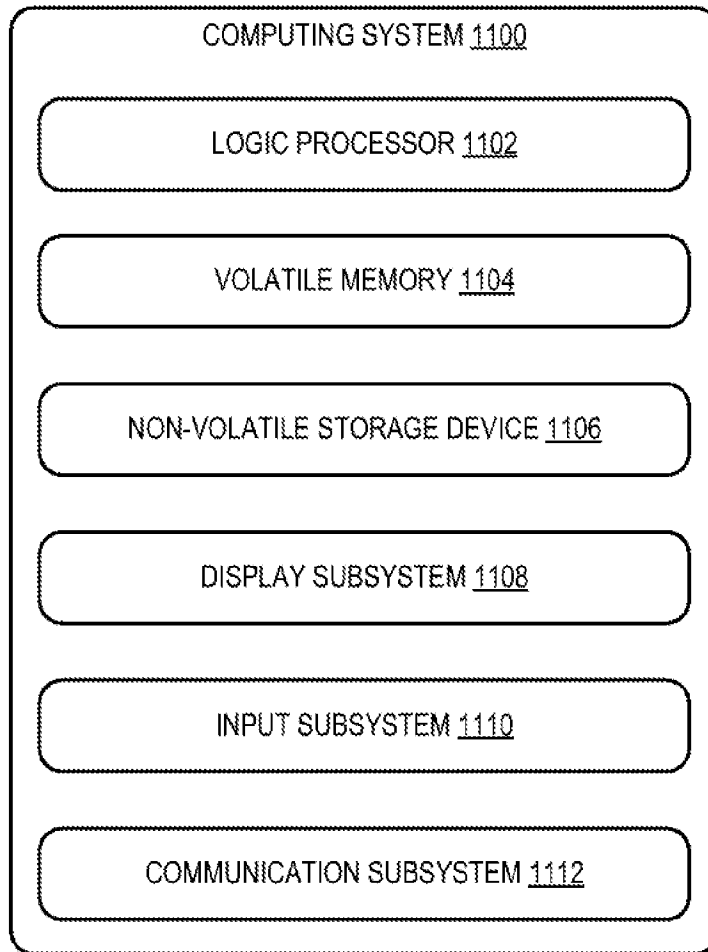 COMPUTING SYSTEM 1100
LOGIC PROCESSOR 1102
VOLATILE MEMORY 1104
NON-VOLATILE STORAGE DEVICE 1106
DISPLAY SUBSYSTEM 1108
INPUT SUBSYSTEM 1110
COMMUNICATION SUBSYSTEM 1112